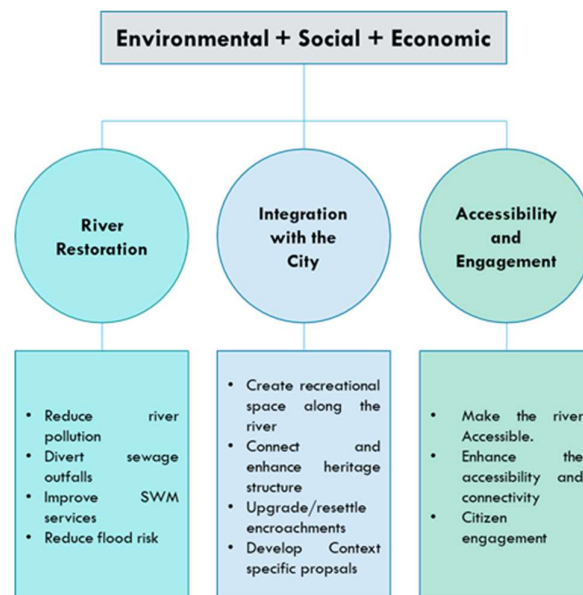 Environmental + Social + Economic
River
Restoration
Integration
with the
City
Accessibility
and
Engagement
• Reduce river
pollution
• Divert sewage
outfalls
• Improve SWM
services
• Reduce flood risk
• Create recreational
space along the
river
• Connect and
enhance heritage
structure
• Upgrade/resettle
encroachments
• Develop Context
specific propsals
• Make the river
Accessible.
• Enhance the
accessibility and
connectivity
• Citizen
engagement